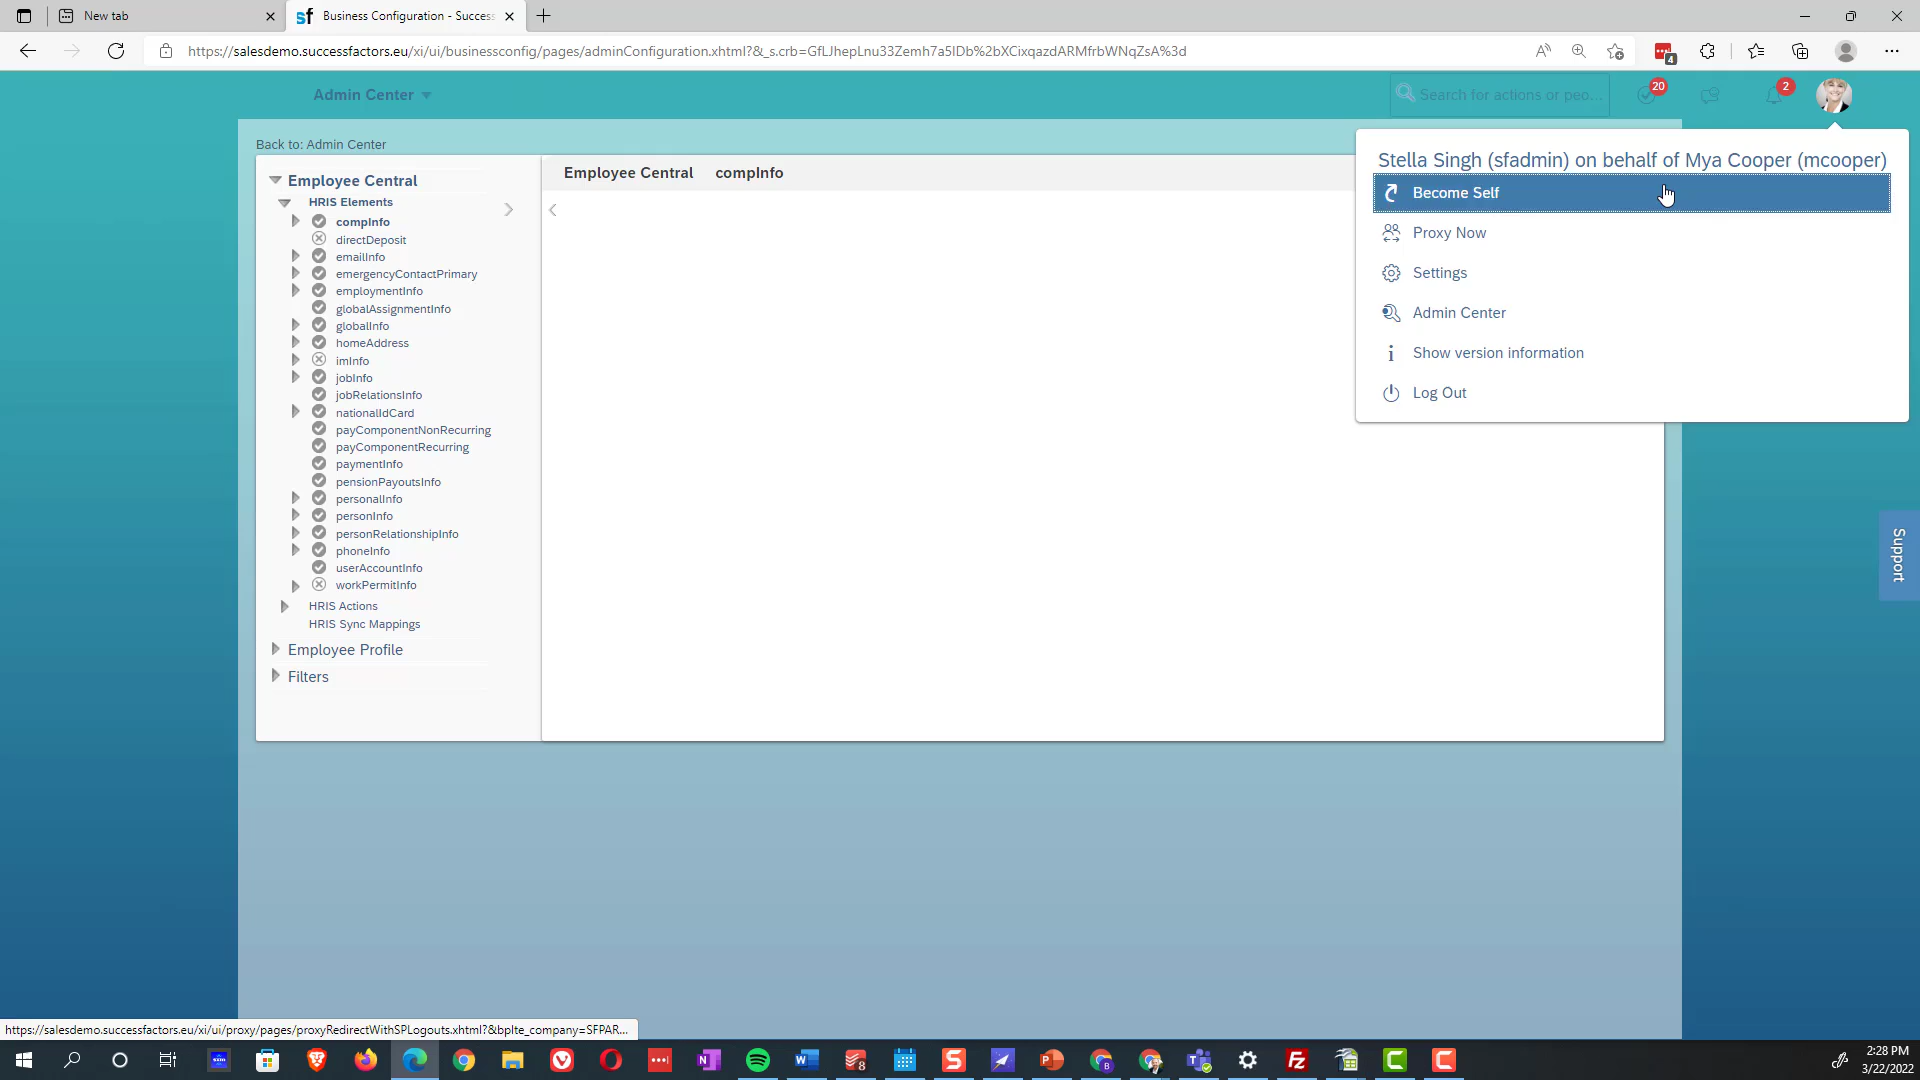 New tab
sf Business Configuration - Success
https://salesdemo.successfactors.eu/xi/ui/businessconfig/pages/adminConfiguration.xhtml?&_s.crb=GfLJhepLnu33Zemh7a5IDb%2bXCixqazdARMfrbWNqZsA%3d
4
Admin Center
Search for actions or peo...
20
2
Back to: Admin Center
Stella Singh (sfadmin) on behalf of Mya Cooper (mcooper)
Become Self
Proxy Now
Settings
Admin Center
Show version information
Log Out
Employee Central
HRIS Elements
compInfo
directDeposit
emailInfo
emergencyContactPrimary
employmentInfo
globalAssignmentInfo
globalInfo
homeAddress
imInfo
jobInfo
jobRelationsInfo
nationalIdCard
payComponentNonRecurring
payComponentRecurring
paymentInfo
pensionPayoutsInfo
personalInfo
personInfo
personRelationshipInfo
phoneInfo
userAccountInfo
workPermitInfo
HRIS Actions
HRIS Sync Mappings
Employee Profile
Filters
Employee Central compInfo
Support
https://salesdemo.successfactors.eu/xi/ui/proxy/pages/proxyRedirectWithSPLogouts.xhtml?&bplte_company=SFPAR...
2:28 PM
3/22/2022